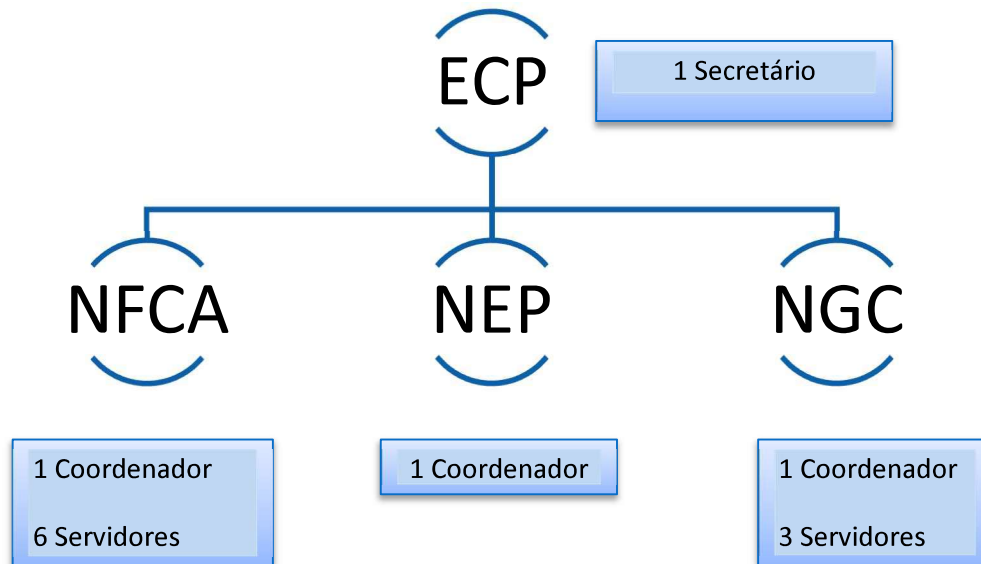 ECP
1 Secretário
NFCA
NEP
NGC
1 Coordenador
6 Servidores
1 Coordenador
1 Coordenador
3 Servidores